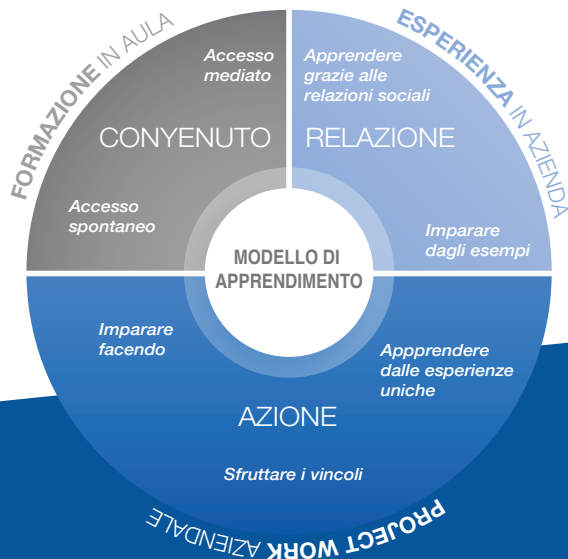 FORMAZIONE IN AULA
ESPERIENZA IN AZIENDA
Accesso
mediato
CONYENUTO
Accesso
spontaneo
Apprendere
grazie alle
relazioni sociali
RELAZIONE
Imparare
dagli esempi
MODELLO DI
APPRENDIMENTO
Imparare
facendo
Appprendere
dalle esperienze
uniche
AZIONE
Sfruttare i vincoli
PROJECT WORK AZIENDALE